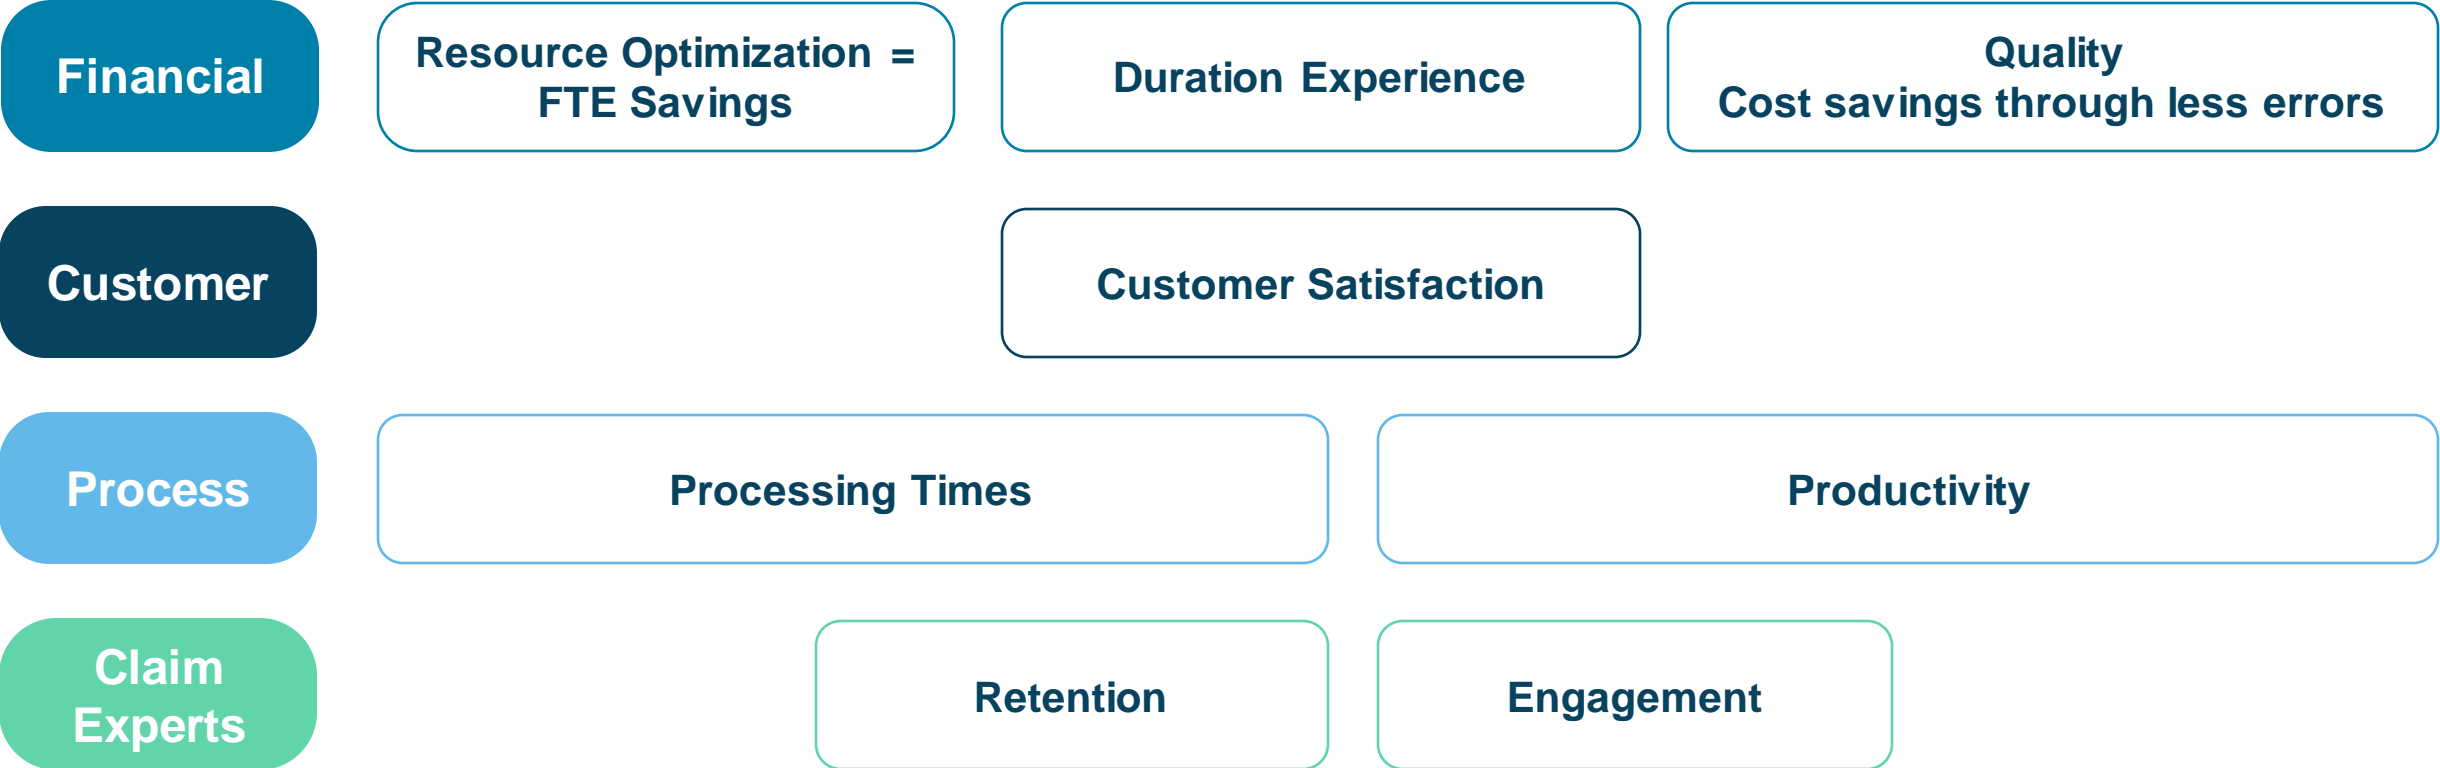 Financial
Resource Optimization =
FTE Savings
Duration Experience
Quality
Cost savings through less errors
Customer
Customer Satisfaction
Process
Processing Times
Productivity
Claim
Experts
Retention
Engagement